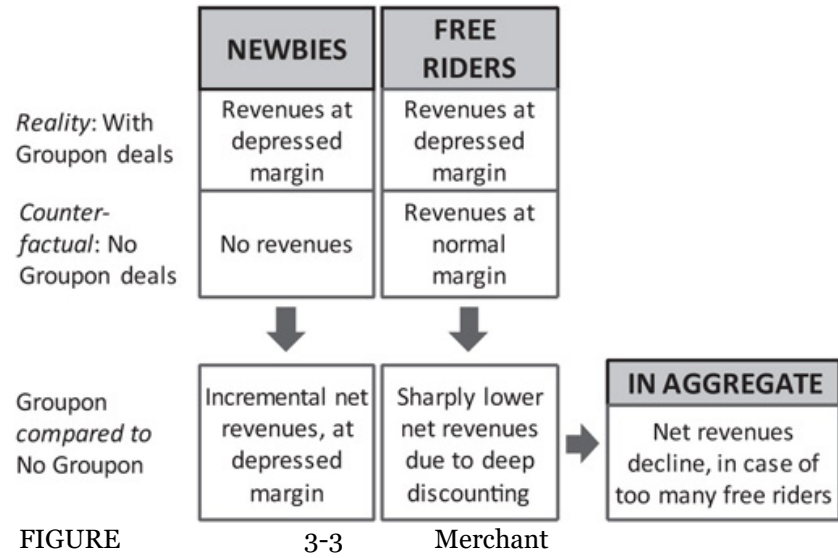 NEWBIES
FREE
RIDERS
Reality: With
Groupon deals
Revenues at
depressed
margin
Revenues at
depressed
margin
Counter-
factual: No
Groupon deals
No revenues
Revenues at
normal
margin
Groupon
compared to
No Groupon
Incremental net
revenues, at
depressed
margin
Sharply lower
net revenues
due to deep
discounting
IN AGGREGATE
Net revenues
decline, in case of
too many free riders
FIGURE 3-3 Merchant